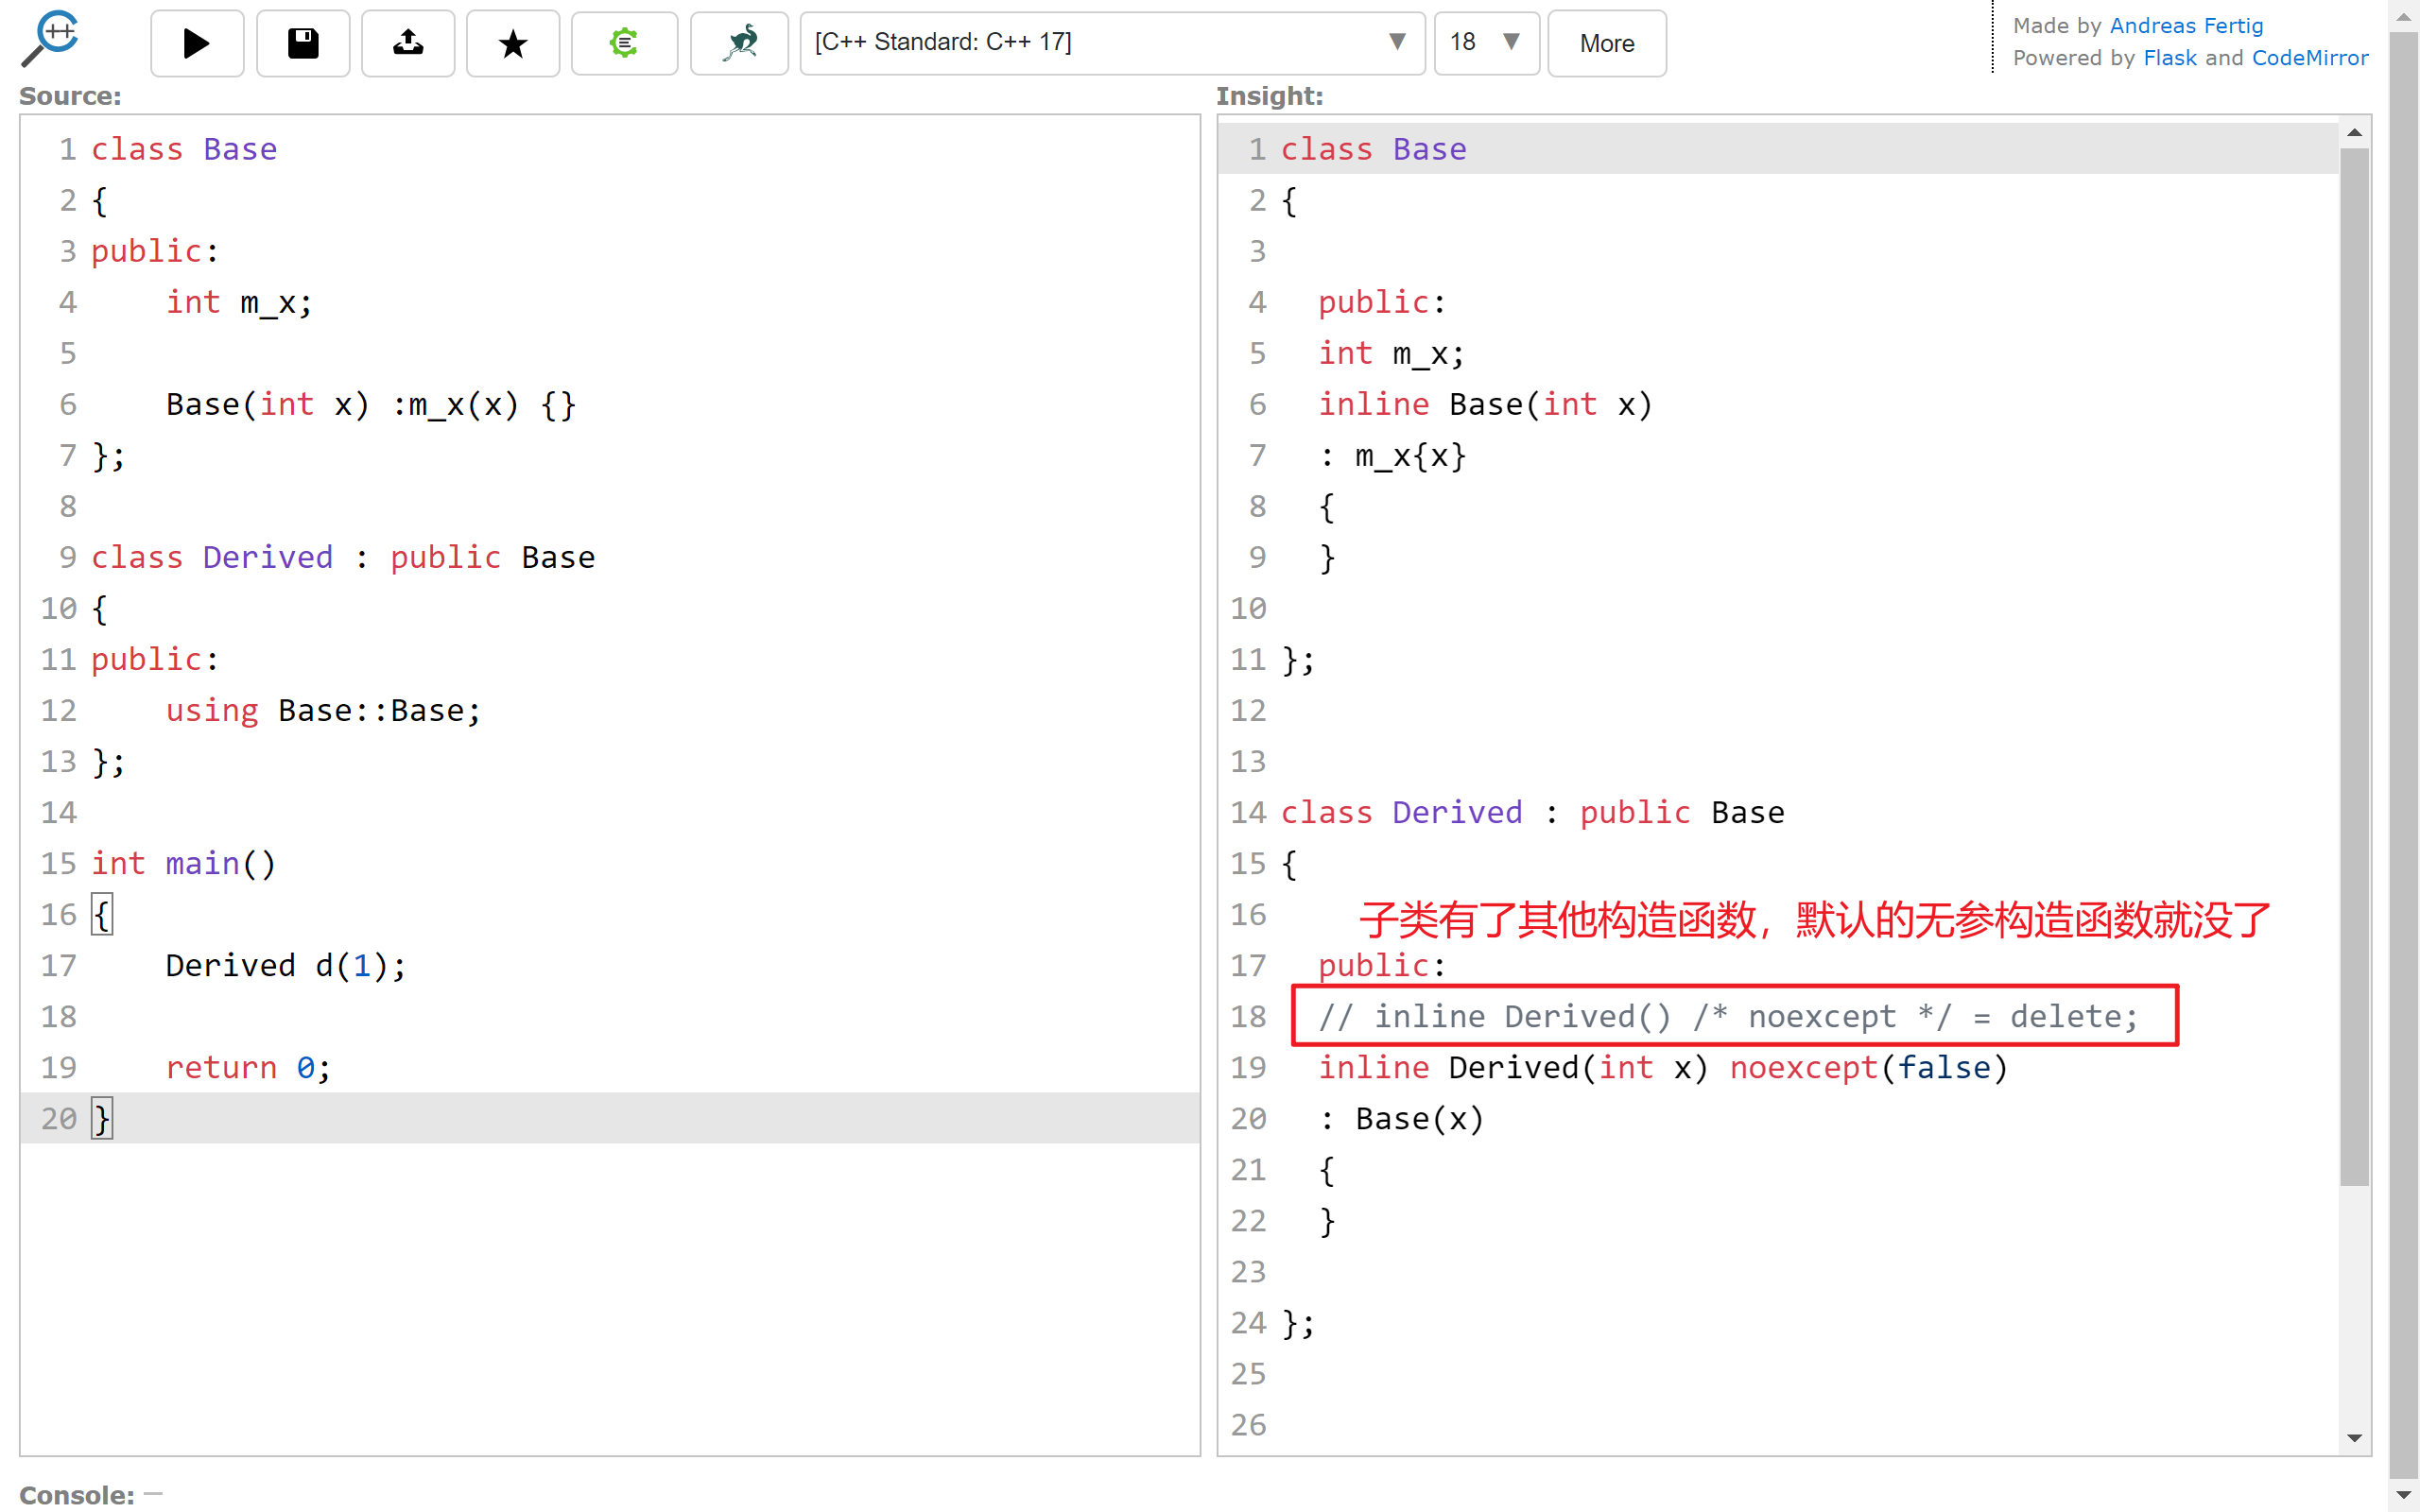 [C++ Standard: C++ 17]
18
More
Made by Andreas Fertig
Powered by Flask and CodeMirror
Source:
1 class Base
2 {
3 public:
4     int m_x;
5
6     Base(int x) :m_x(x) {}
7 };
8
9 class Derived : public Base
10 {
11 public:
12     using Base::Base;
13 };
14
15 int main()
16 {
17     Derived d(1);
18
19     return 0;
20 }
Insight:
1 class Base
2 {
3
4   public:
5   int m_x;
6   inline Base(int x)
7   : m_x{x}
8   {
9   }
10
11 };
12
13
14 class Derived : public Base
15 {
16     子类有了其他构造函数，默认的无参构造函数就没了
17   public:
18   // inline Derived() /* noexcept */ = delete;
19   inline Derived(int x) noexcept(false)
20   : Base(x)
21   {
22   }
23
24 };
25
26
Console: